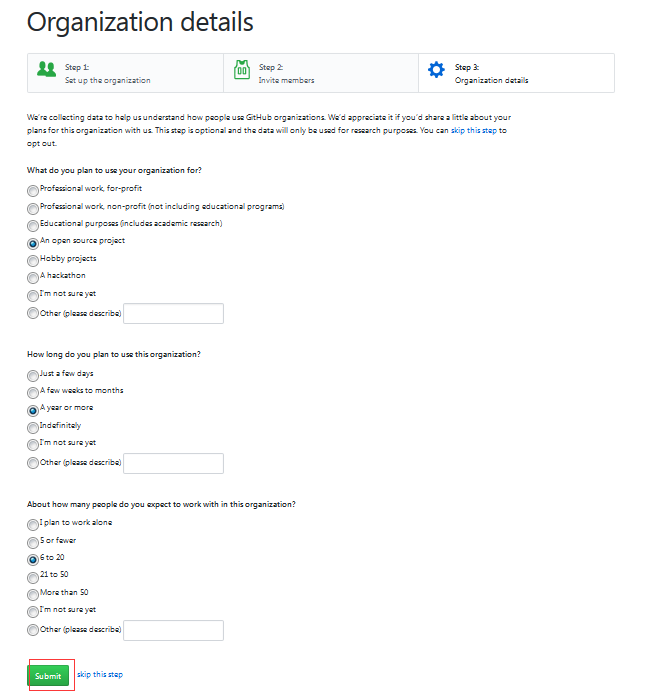 Organization details
Step 1:
Set up the organization
Step 2:
Invite members
Step 3:
Organization details
We're collecting data to help us understand how people use GitHub organizations. We'd appreciate it if you'd share a little about your
plans for this organization with us. This step is optional and the data will only be used for research purposes. You can skip this step to
opt out.
What do you plan to use your organization for?
Professional work, for-profit
Professional work, non-profit (not including educational programs)
Educational purposes (includes academic research)
An open source project
Hobby projects
A hackathon
I'm not sure yet
Other (please describe)
How long do you plan to use this organization?
Just a few days
A few weeks to months
A year or more
Indefinitely
I'm not sure yet
Other (please describe)
About how many people do you expect to work with in this organization?
I plan to work alone
5 or fewer
6 to 20
21 to 50
More than 50
I'm not sure yet
Other (please describe)
Submit skip this step